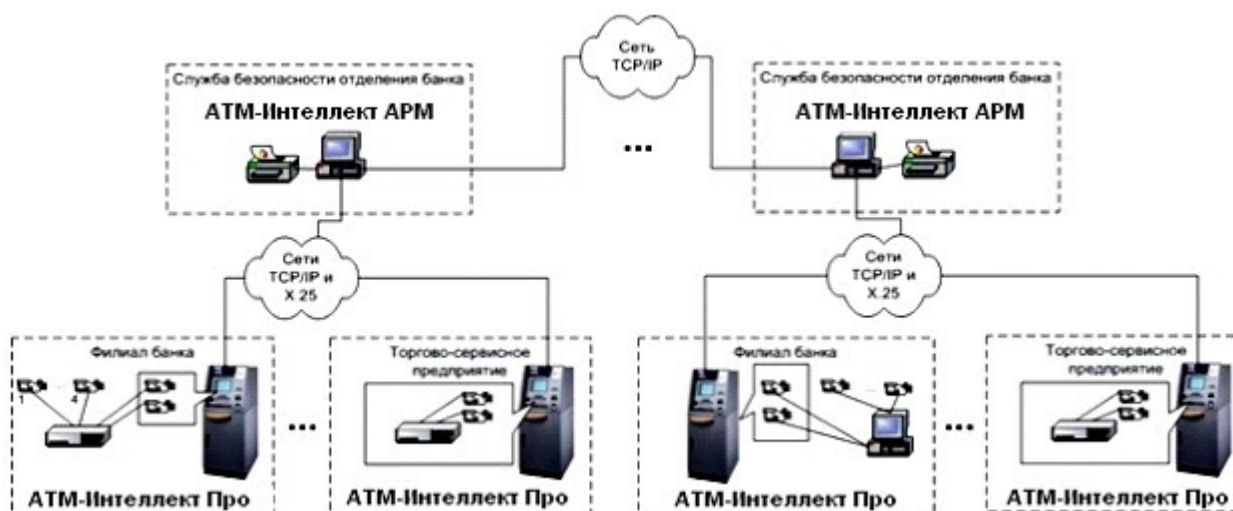 Сеть
TCP/IP
Служба безопасности отделения банка
АТМ-Интеллект АРМ
...
Служба безопасности отделения банка
АТМ-Интеллект АРМ
Сети
TCP/IP и
X.25
Сети
TCP/IP и
X.25
Филиал банка
1
...
4
АТМ-Интеллект Про
...
Торгово-сервисное
предприятие
АТМ-Интеллект Про
Филиал банка
...
АТМ-Интеллект Про
...
Торгово-сервисное
предприятие
АТМ-Интеллект Про